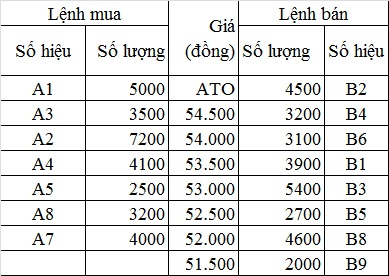 Lệnh mua Giá (đồng) Lệnh bán
Số hiệu Số lượng Số lượng Số hiệu
A1 5000 ATO 4500 B2
A3 3500 54.500 3200 B4
A2 7200 54.000 3100 B6
A4 4100 53.500 3900 B1
A5 2500 53.000 5400 B3
A8 3200 52.500 2700 B5
A7 4000 52.000 4600 B8
51.500 2000 B9